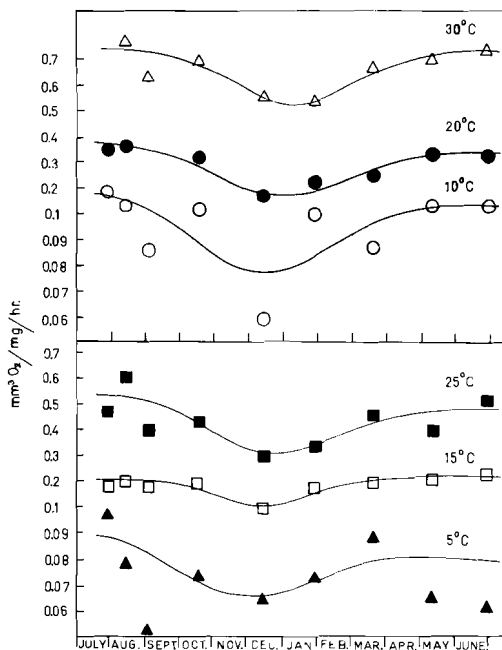 30°C
0.7
0.5
20°C
0.4
0.3
0.2
10°C
0.1
0.09
0.08
0.07
0.06
mm³ O₂/mg/hr.
0.7
0.6
25°C
0.5
0.4
0.3
15°C
0.2
0.1
0.09
5°C
0.08
0.07
0.06
JULY AUG. SEPT. OCT. NOV. DEC. JAN FEB. MAR. APR. MAY JUNE